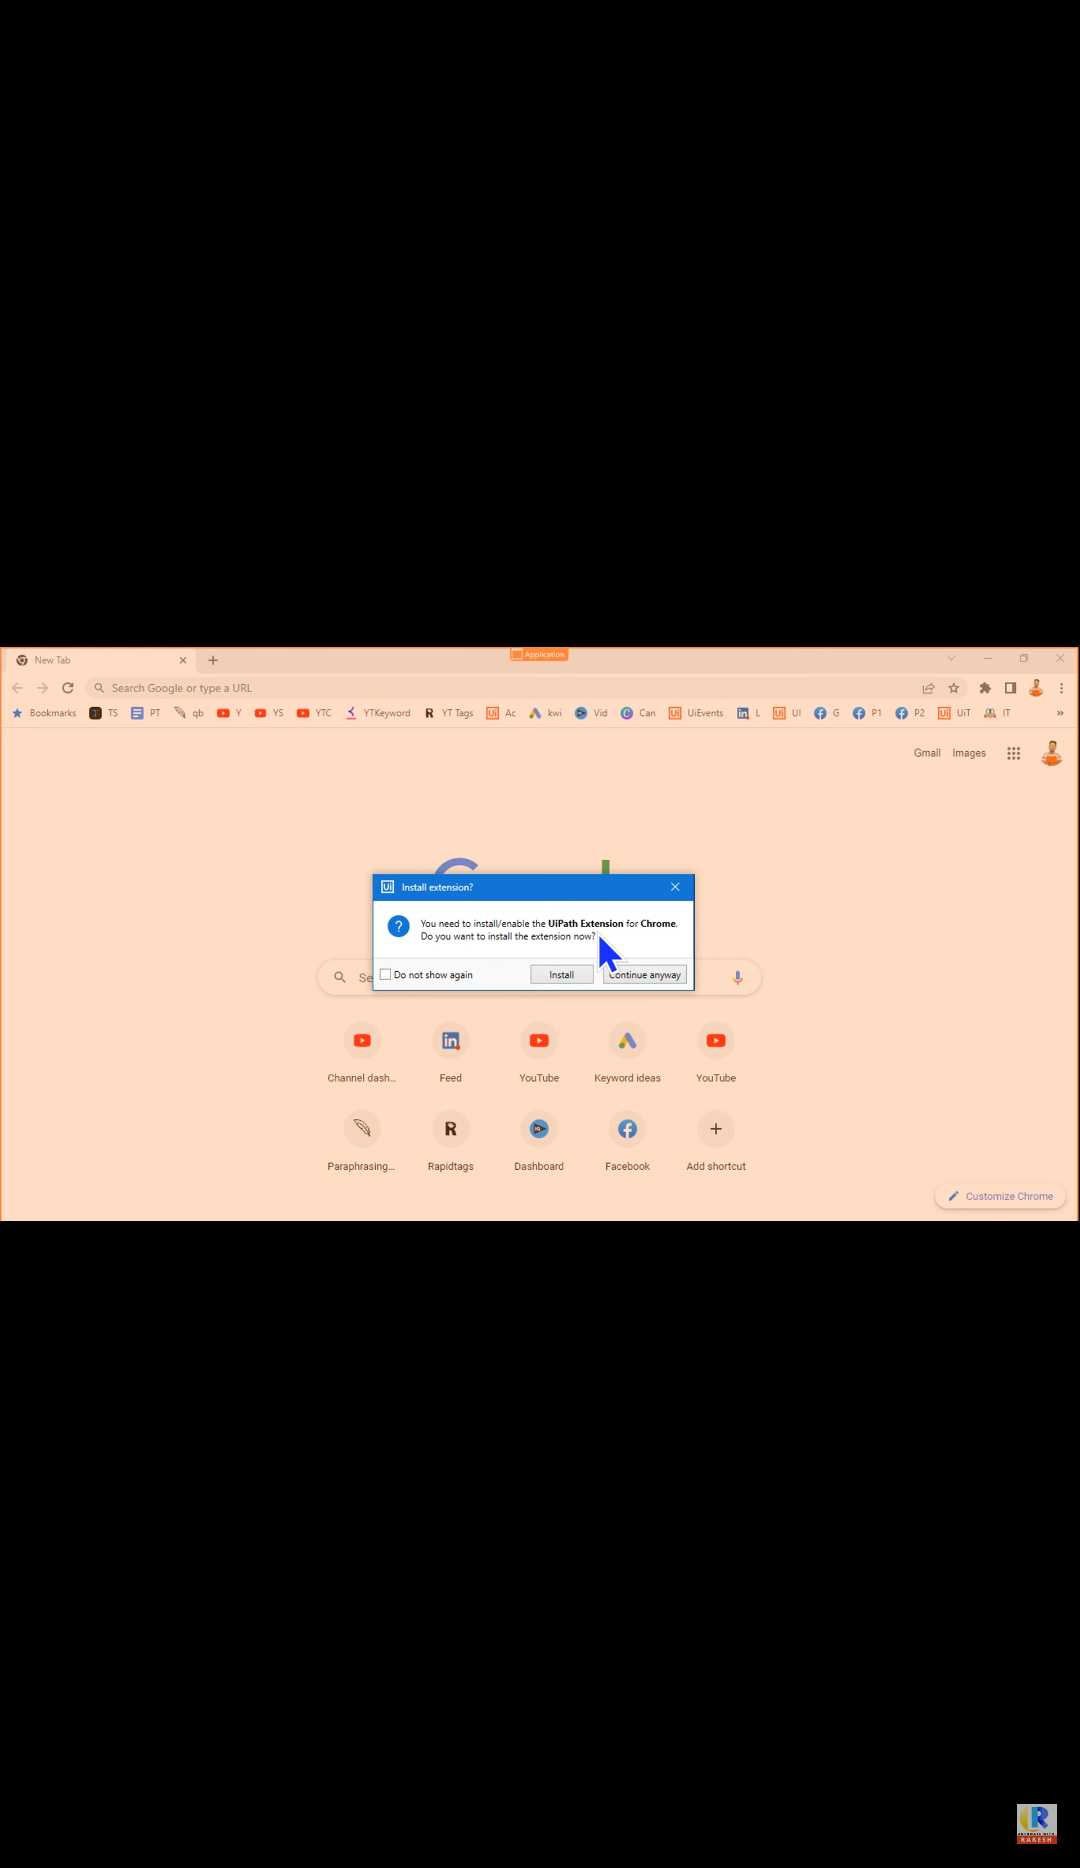 New Tab
Application
Search Google or type a URL
Bookmarks TS PT qb Y YS YTC YTKeyword YT Tags Ac kwi Vid Can UiEvents L UI G P1 P2 UiT IT »
Gmail Images
Install extension?
You need to install/enable the UiPath Extension for Chrome.
Do you want to install the extension now?
Do not show again Install Continue anyway
Se
Channel dash... Feed YouTube Keyword ideas YouTube
Paraphrasing... Rapidtags Dashboard Facebook Add shortcut
Customize Chrome
RAKESH